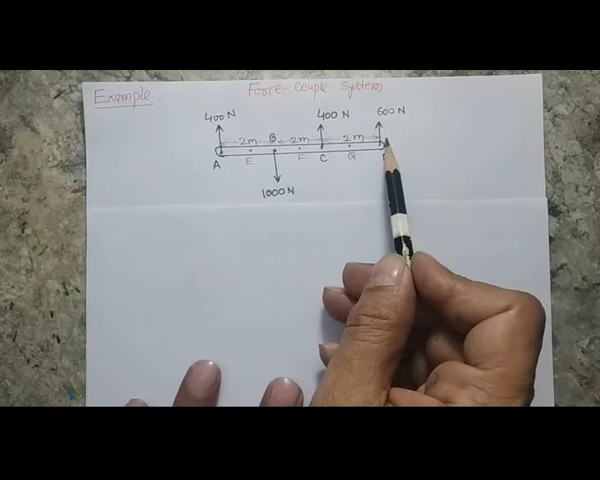 Example
Force-Couple System
400 N
400 N
600 N
2m B 2m 2m
A E F C G
1000 N